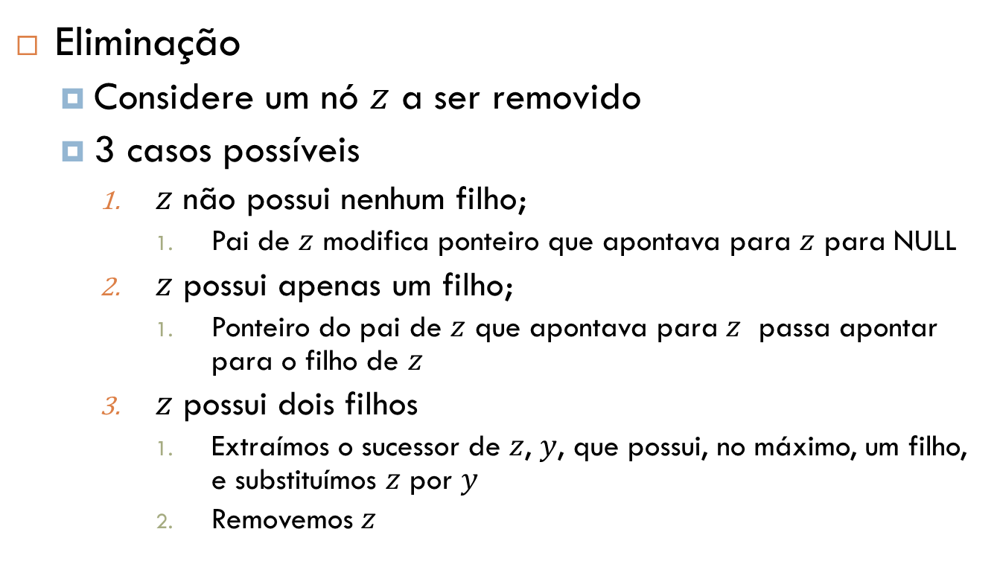 Eliminação
Considere um nó z a ser removido
3 casos possíveis
1. z não possui nenhum filho;
1. Pai de z modifica ponteiro que apontava para z para NULL
2. z possui apenas um filho;
1. Ponteiro do pai de z que apontava para z passa apontar
para o filho de z
3. z possui dois filhos
1. Extraímos o sucessor de z, y, que possui, no máximo, um filho,
e substituímos z por y
2. Removemos z